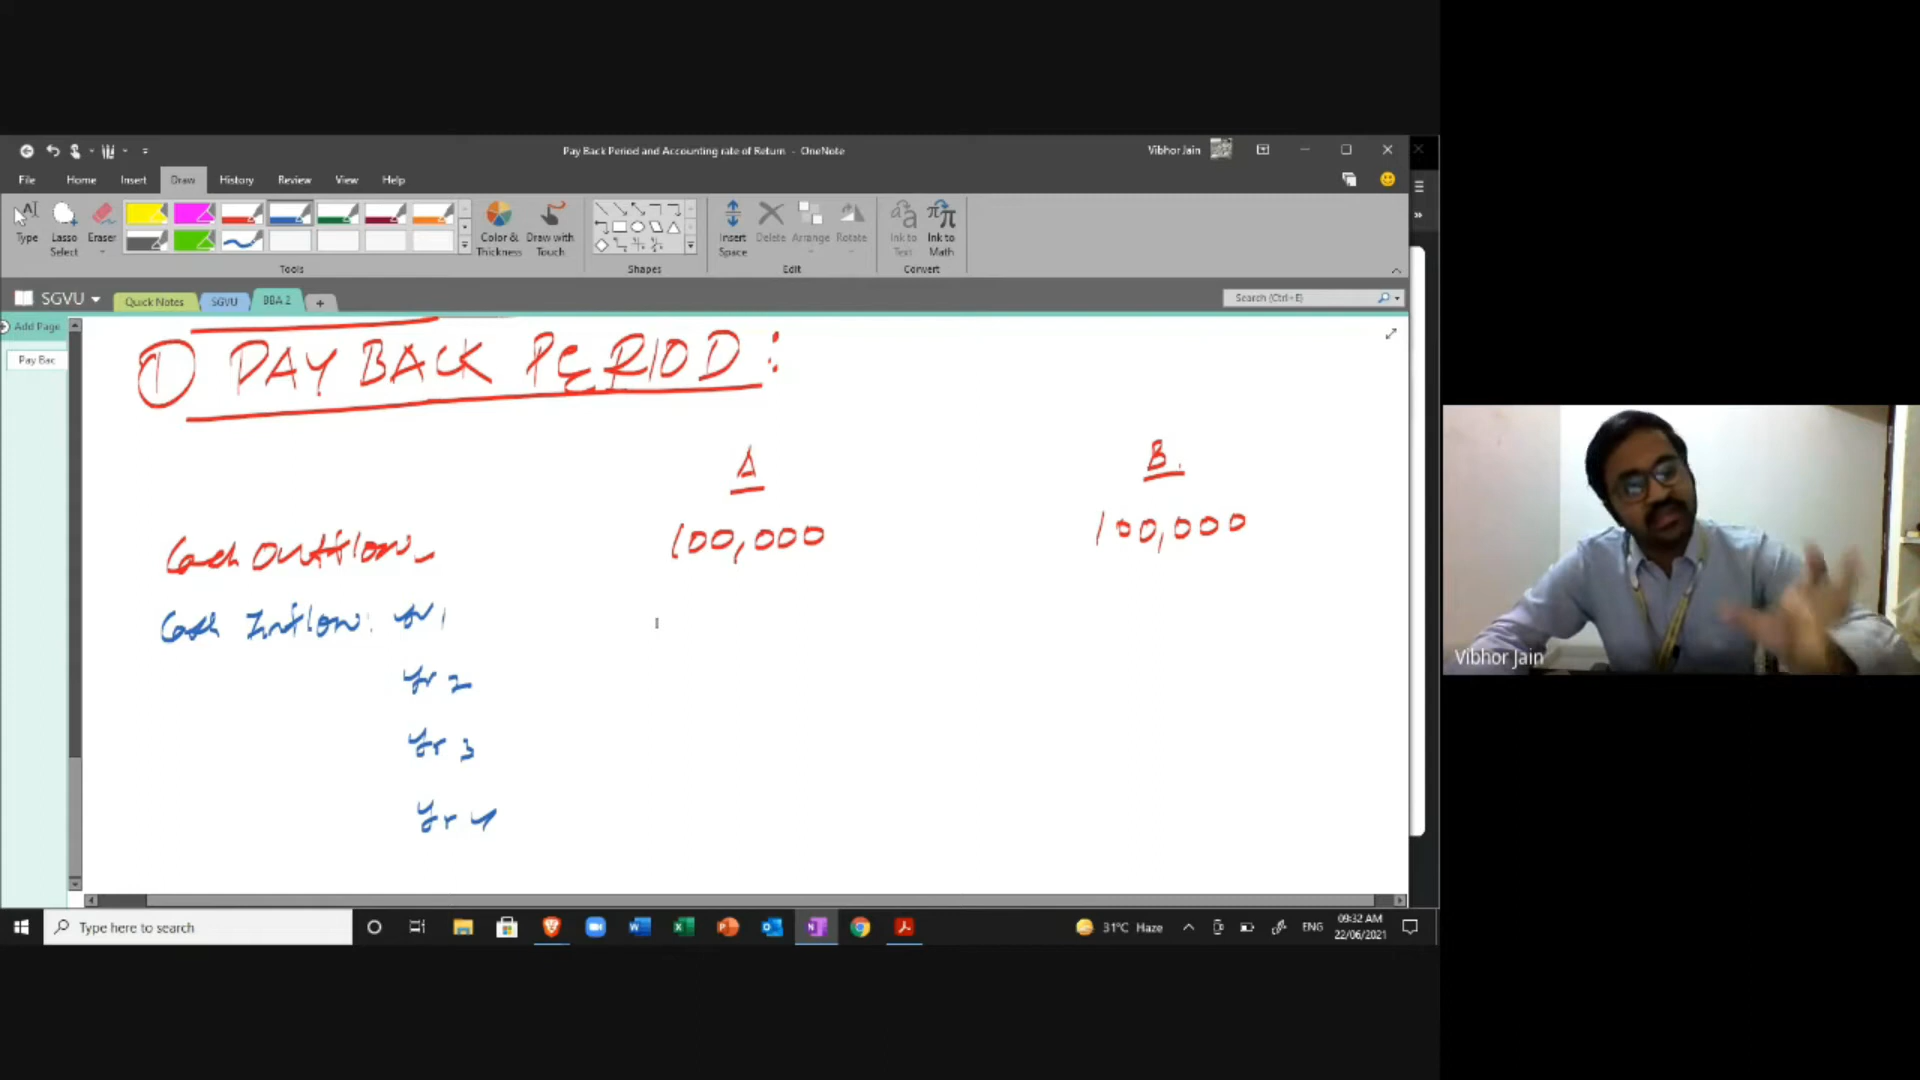 Pay Back Period and Accounting rate of Return - OneNote
Vibhor Jain
File Home Insert Draw History Review View Help
Type Lasso Select Eraser Color & Thickness Draw with Touch Insert Space Delete Arrange Rotate Ink to Text Ink to Math
Tools Shapes Edit Convert
SGVU Quick Notes SGVU BBA 2 + Search (Ctrl+E)
Add Page
Pay Bac
① PAY BACK PERIOD:
A B.
Cash Outflow 100,000 100,000
Cash Inflow: Yr 1
Yr 2
Yr 3
Yr 4
Vibhor Jain
Type here to search
31°C Haze ENG 09:32 AM
22/06/2021